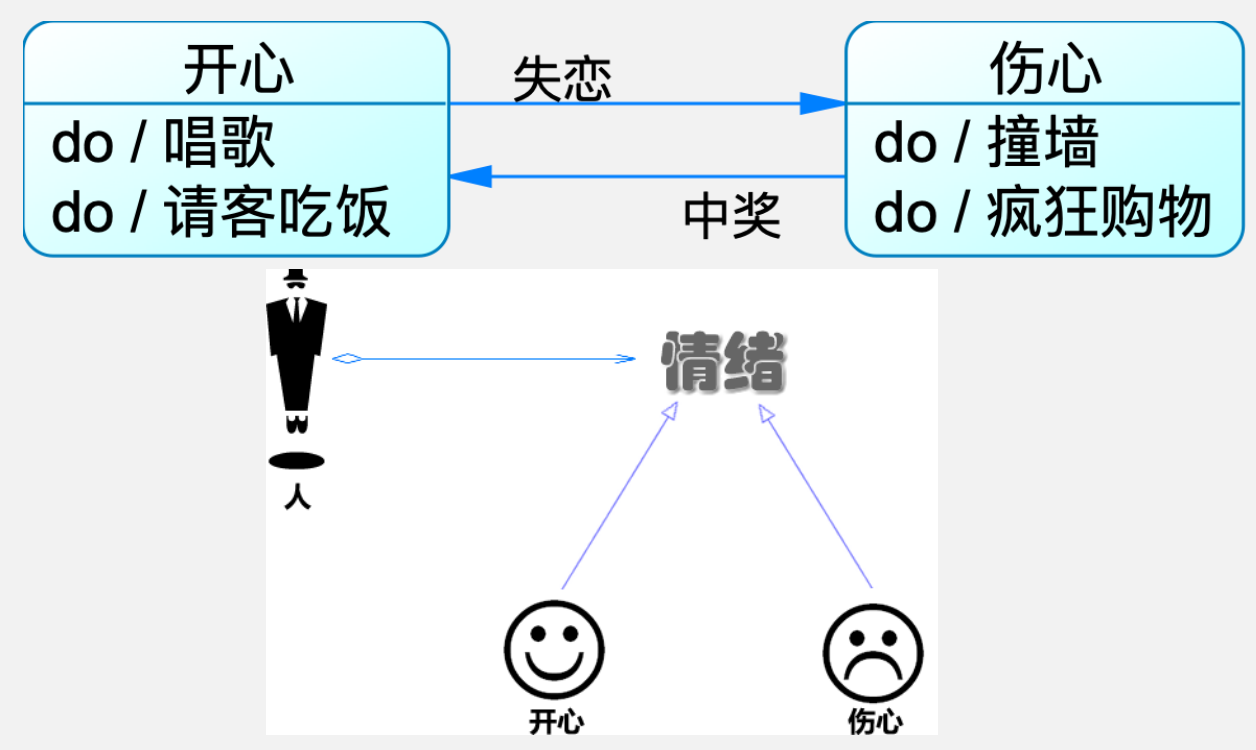 开心
do / 唱歌
do / 请客吃饭
失恋
中奖
伤心
do / 撞墙
do / 疯狂购物
情绪
人
开心
伤心